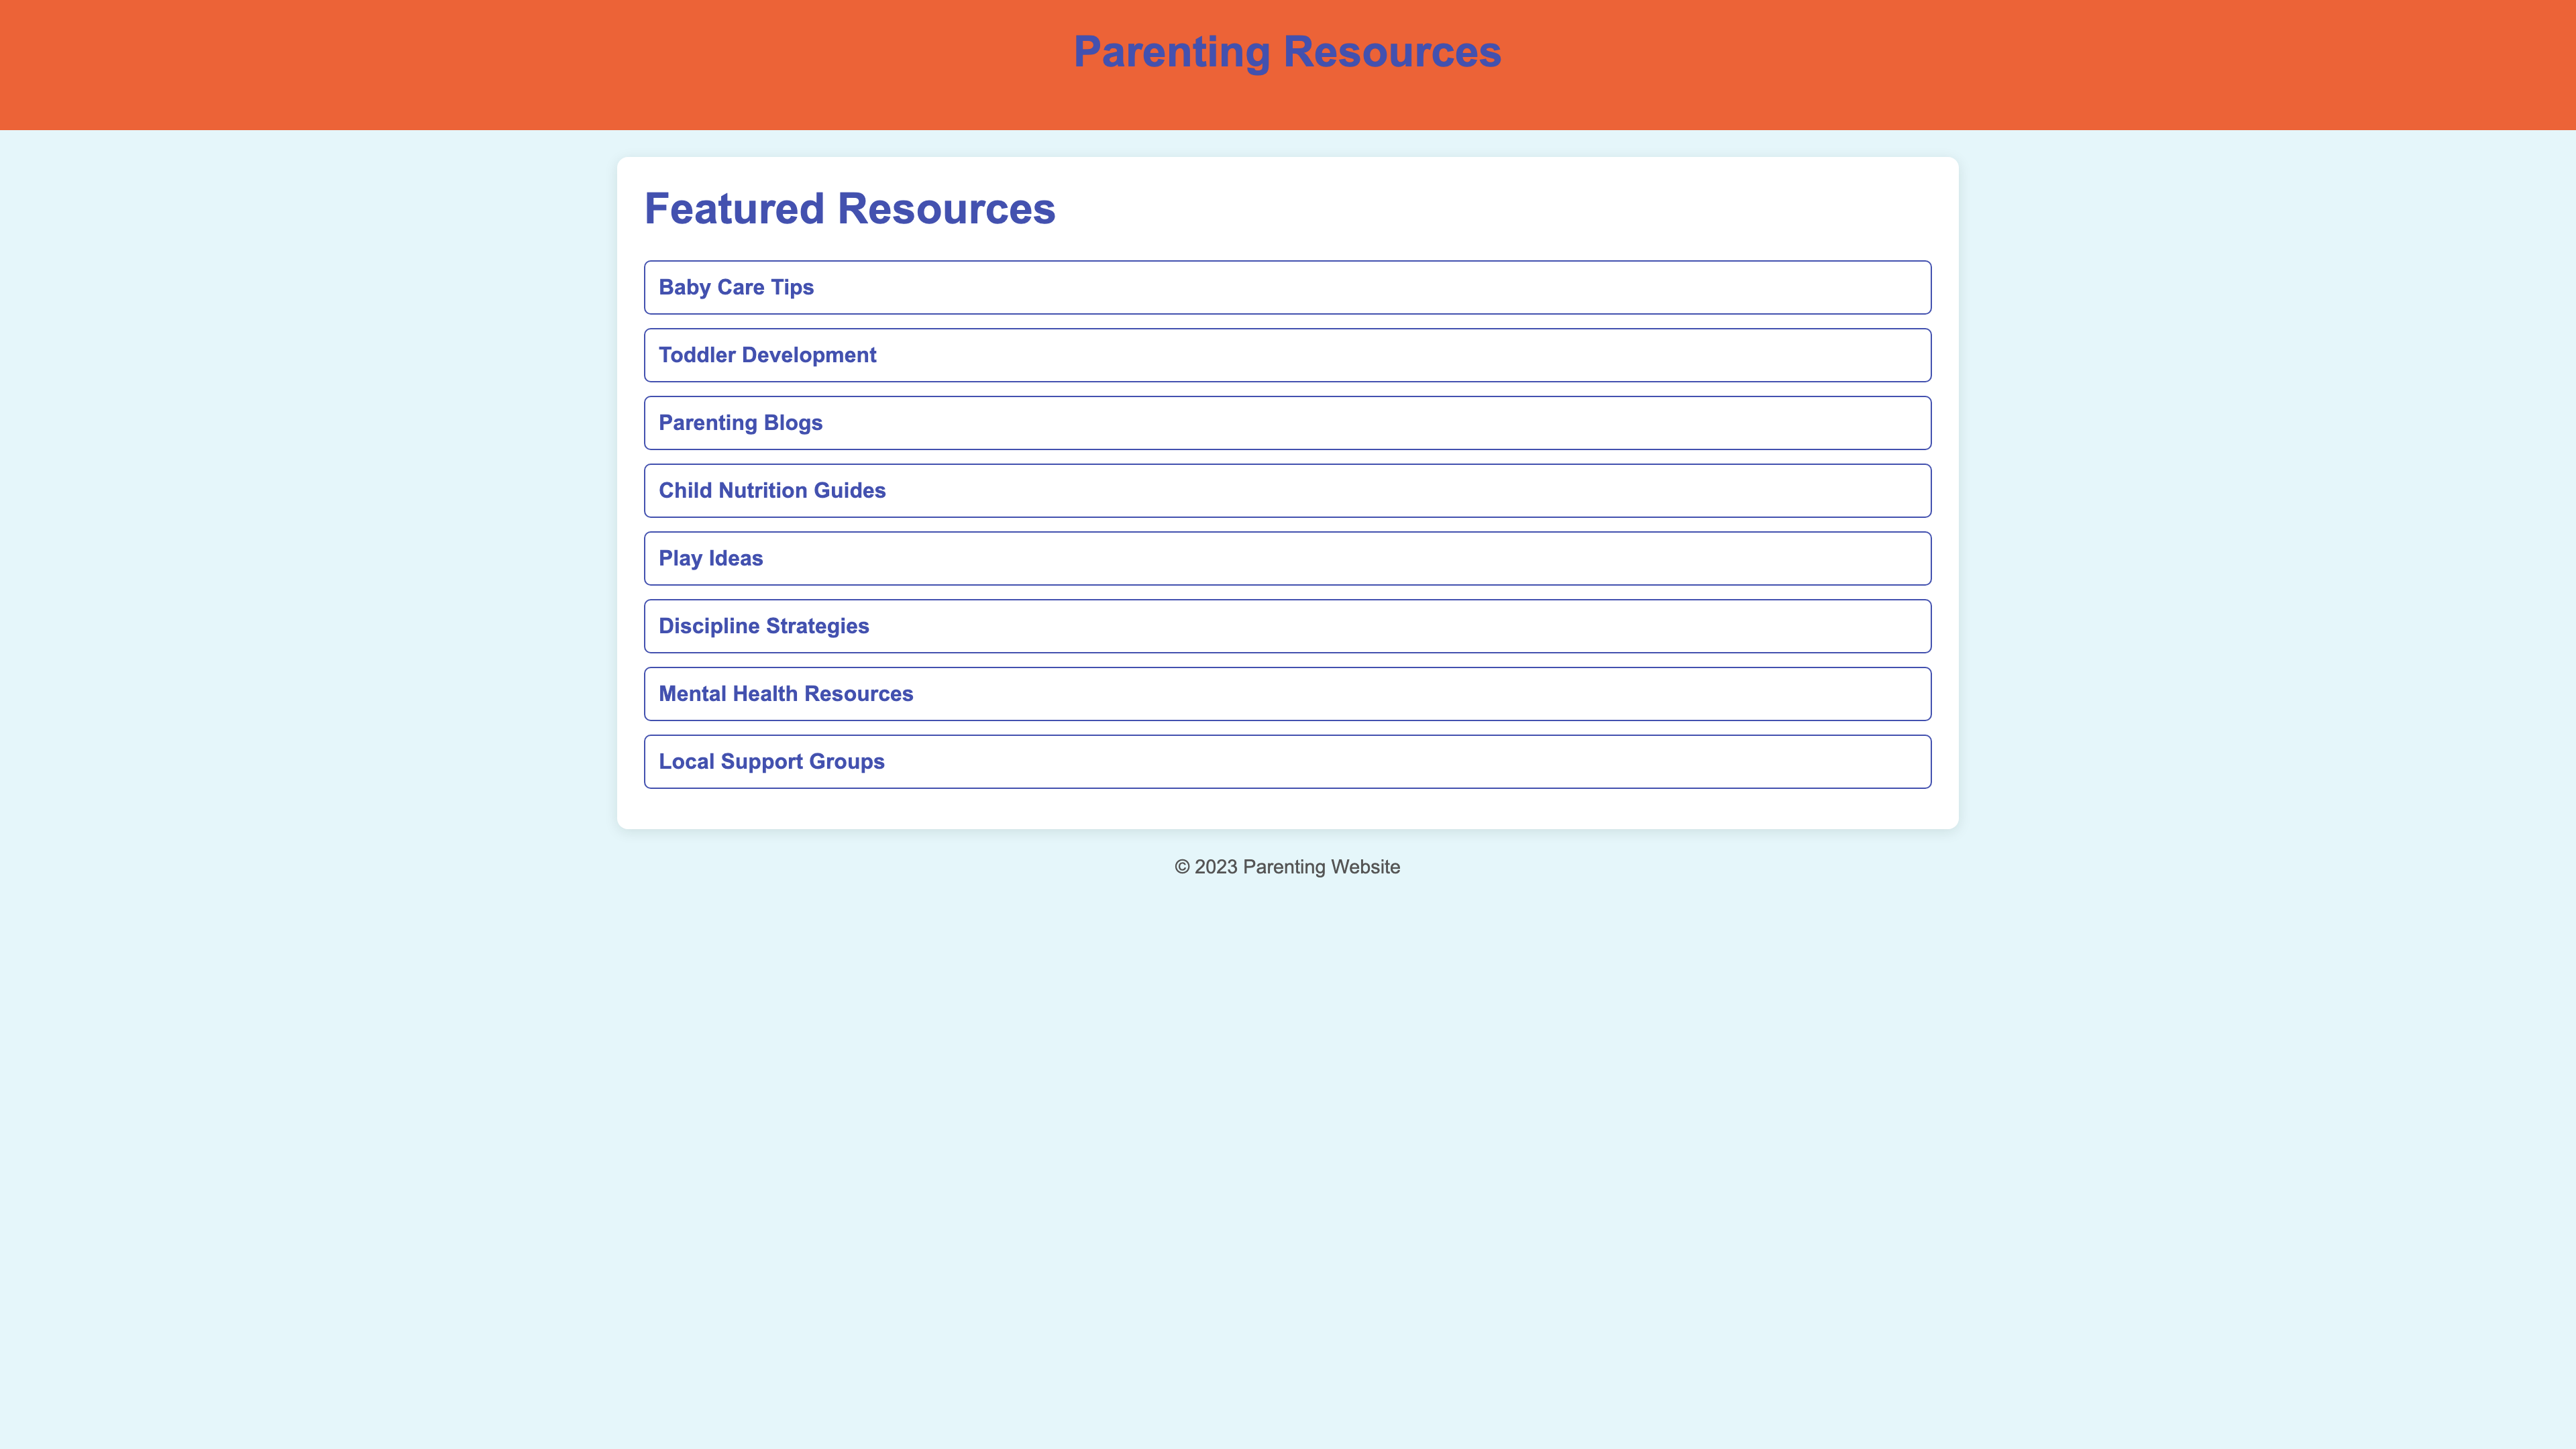 Parenting Resources
Featured Resources
Baby Care Tips
Toddler Development
Parenting Blogs
Child Nutrition Guides
Play Ideas
Discipline Strategies
Mental Health Resources
Local Support Groups
© 2023 Parenting Website